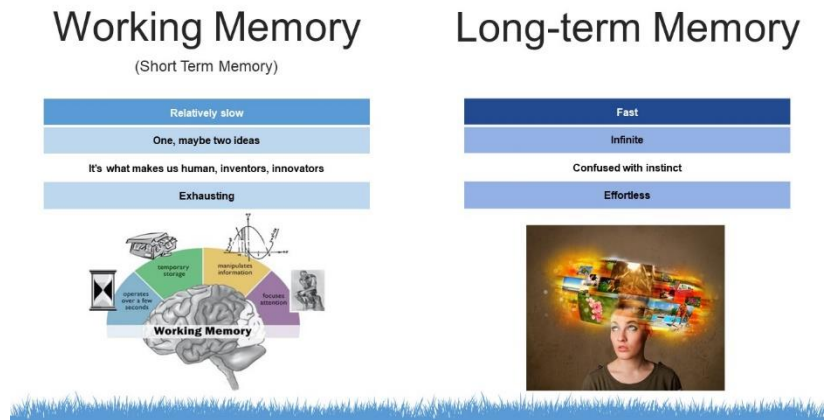 Working Memory
(Short Term Memory)
Relatively slow
One, maybe two ideas
It's what makes us human, inventors, innovators
Exhausting
operates
over a few
seconds
temporary
storage
manipulates
information
focuses
attention
Working Memory
Long-term Memory
Fast
Infinite
Confused with instinct
Effortless